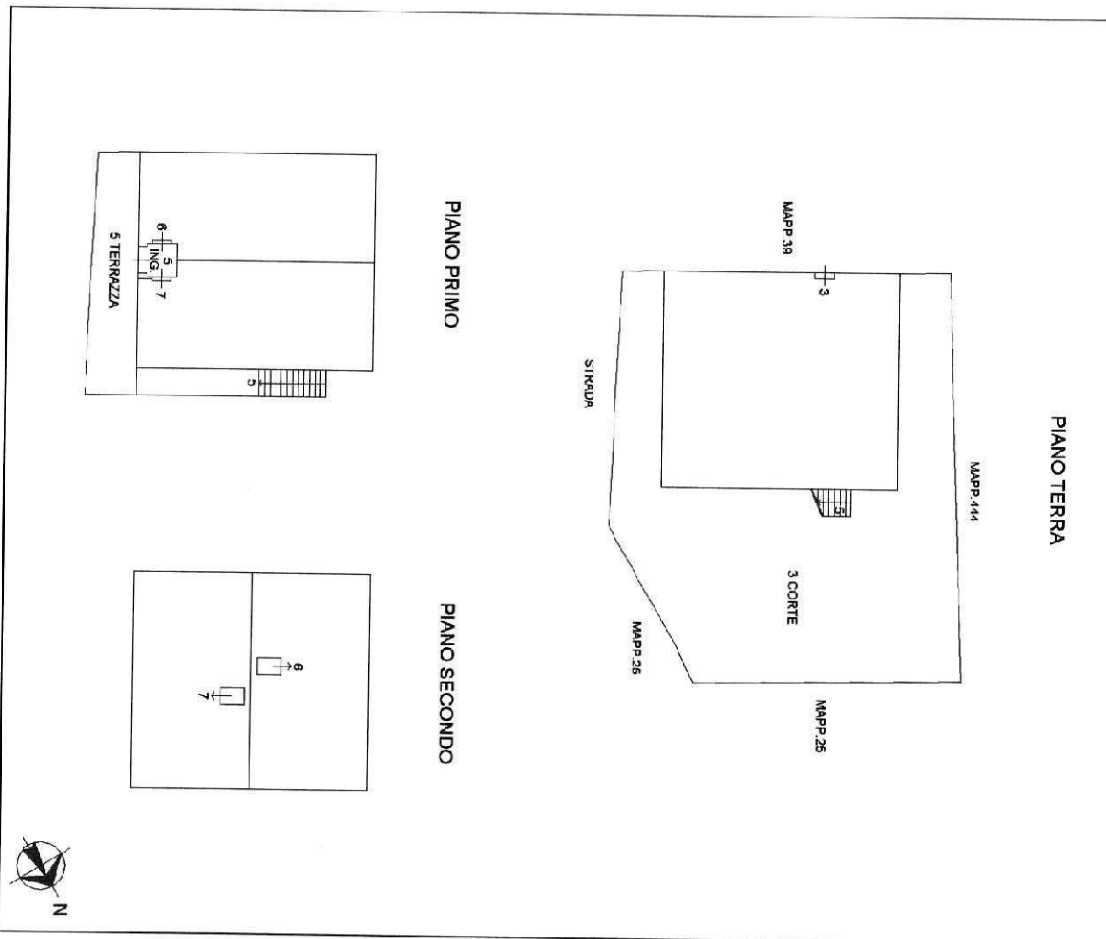 PIANO TERRA
MAPP.444
MAPP.39
3
5
3 CORTE
MAPP.25
STRADA
MAPP.26
PIANO PRIMO
6
5
ING.
7
5 TERRAZZA
5
PIANO SECONDO
6
7
N